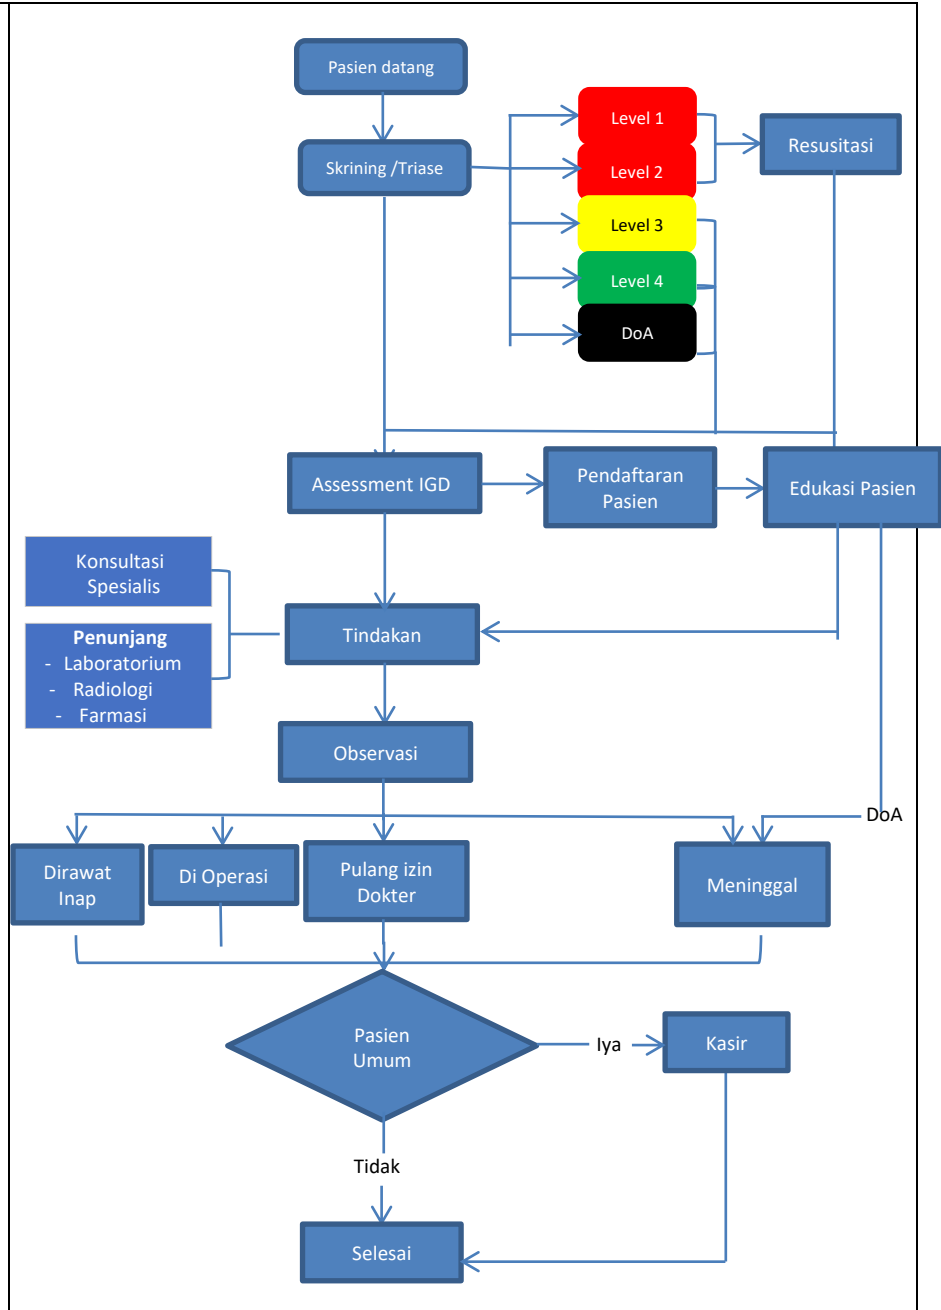 Pasien datang
Level 1
Resusitasi
Skrining /Triase
Level 2
Level 3
Level 4
DoA
Assessment IGD
Pendaftaran
Pasien
Edukasi Pasien
Konsultasi
Spesialis
Tindakan
Penunjang
- Laboratorium
- Radiologi
- Farmasi
Observasi
DoA
Dirawat
Inap
Di Operasi
Pulang izin
Dokter
Meninggal
Pasien
Umum
Iya
Kasir
Tidak
Selesai